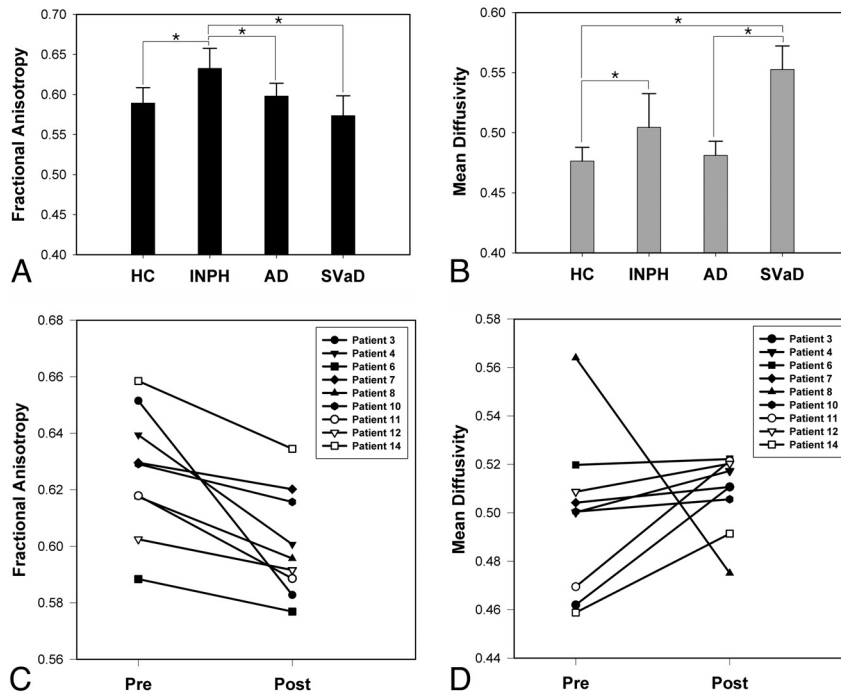 0.70
0.65
0.60
0.55
0.50
0.45
0.40
Fractional Anisotropy
* * * *
HC INPH AD SVaD
A
0.60
0.55
0.50
0.45
0.40
Mean Diffusivity
* * *
HC INPH AD SVaD
B
0.68
0.66
0.64
0.62
0.60
0.58
0.56
Fractional Anisotropy
Patient 3
Patient 4
Patient 6
Patient 7
Patient 8
Patient 10
Patient 11
Patient 12
Patient 14
Pre Post
C
0.58
0.56
0.54
0.52
0.50
0.48
0.46
0.44
Mean Diffusivity
Patient 3
Patient 4
Patient 6
Patient 7
Patient 8
Patient 10
Patient 11
Patient 12
Patient 14
Pre Post
D